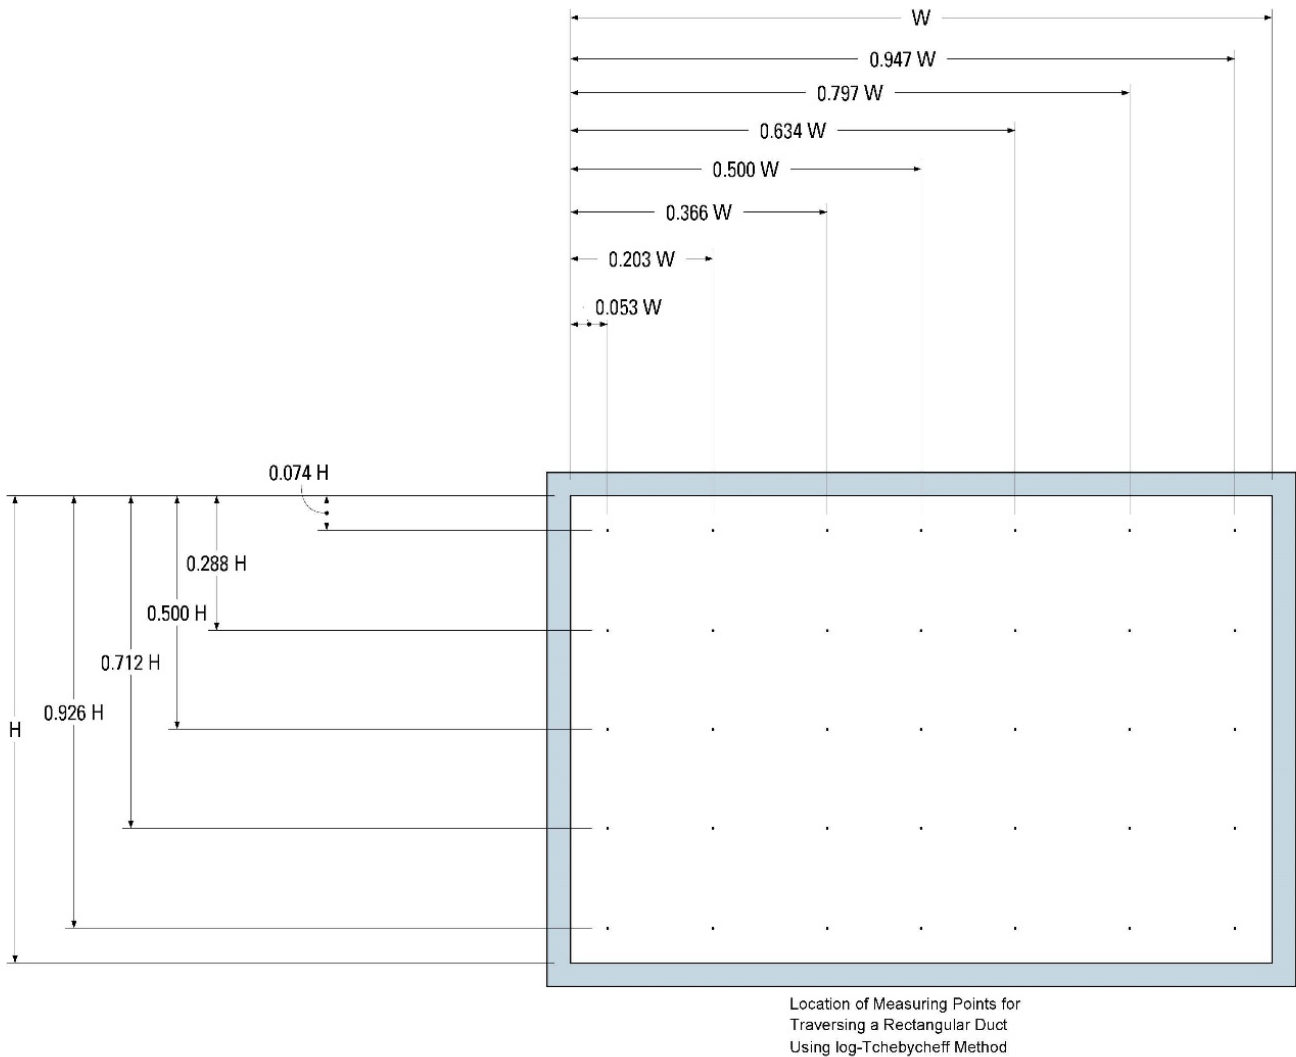 W
0.947 W
0.797 W
0.634 W
0.500 W
0.366 W
0.203 W
0.053 W
0.074 H
0.288 H
0.500 H
0.712 H
0.926 H
H
Location of Measuring Points for
Traversing a Rectangular Duct
Using log-Tchebycheff Method